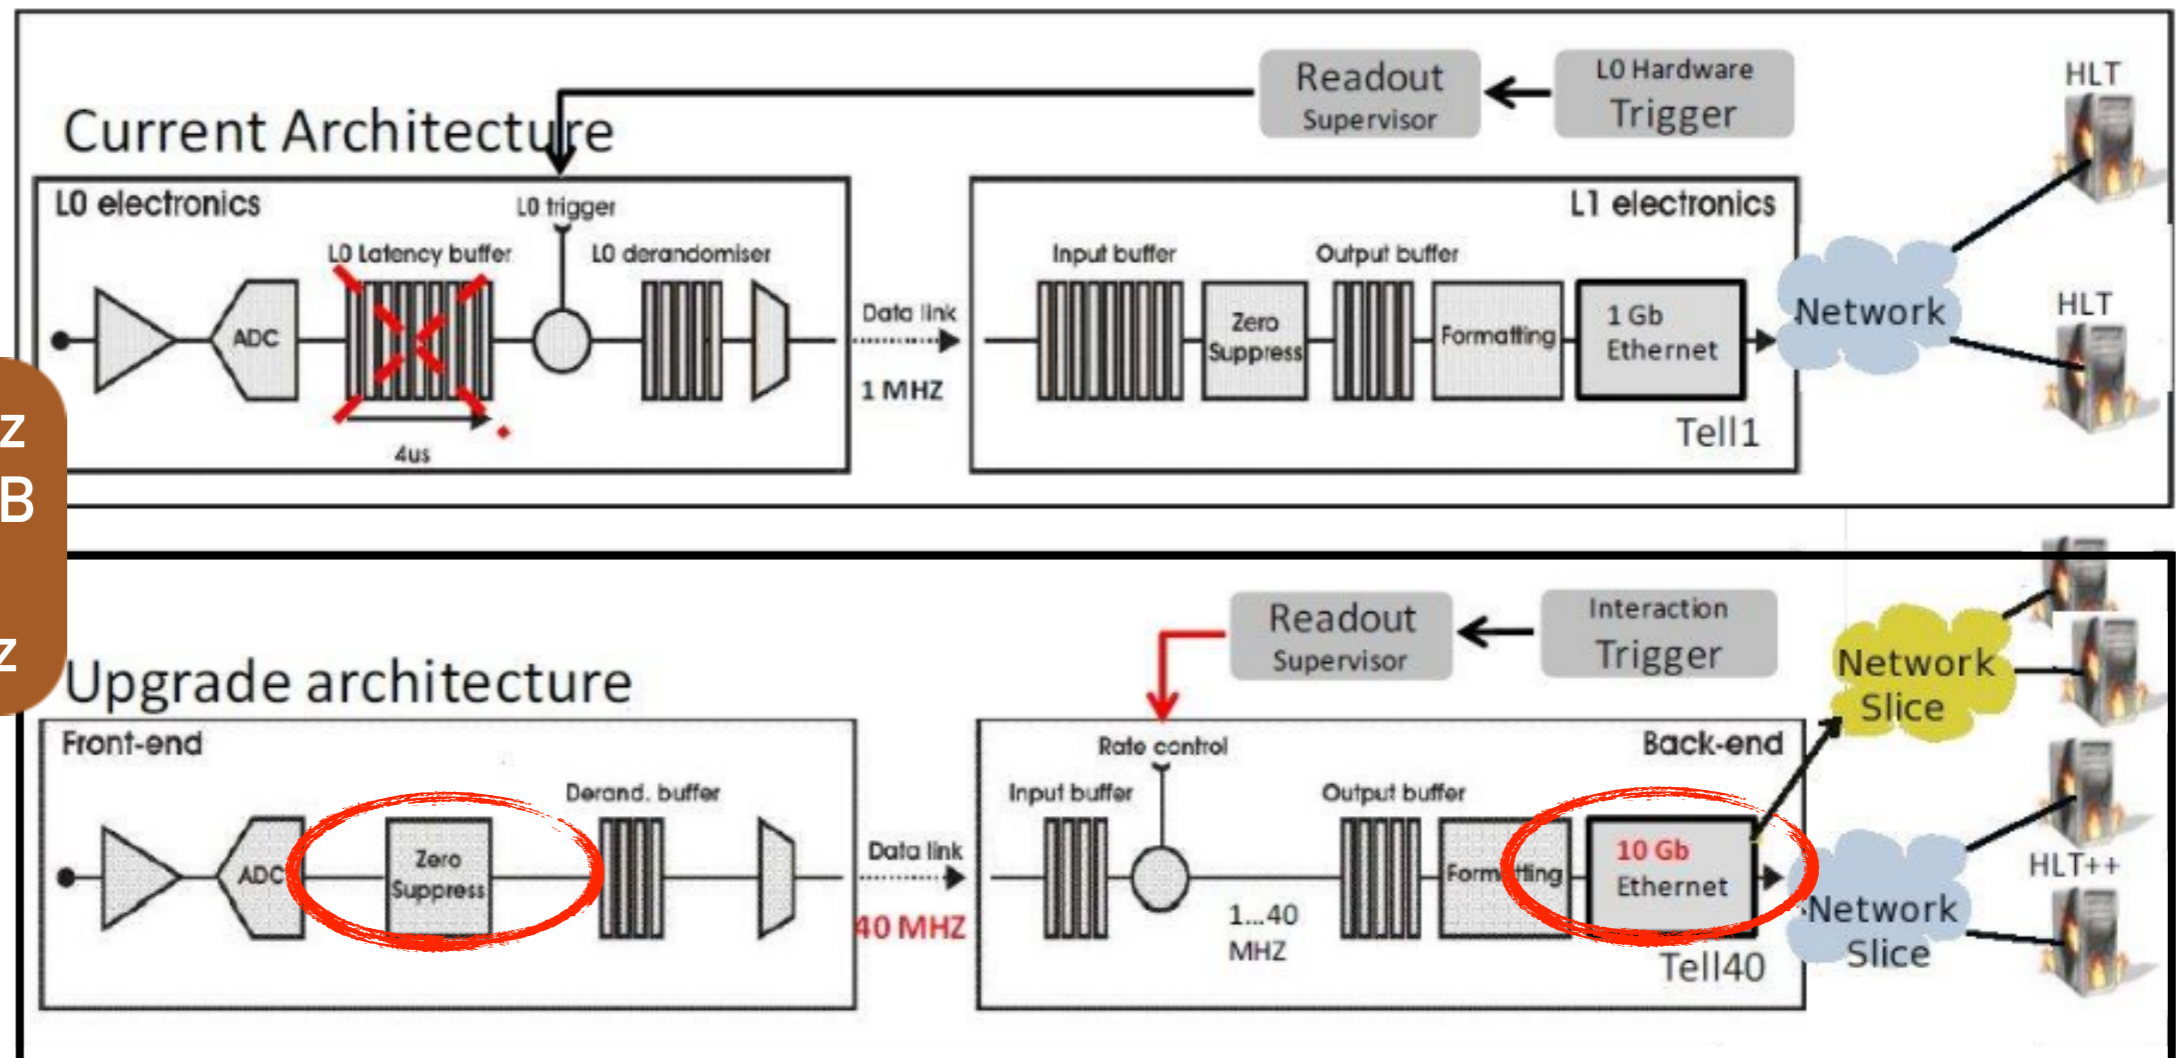 Readout
Supervisor
L0 Hardware
Trigger
HLT
Current Architecture
L0 electronics
L0 trigger
L0 Latency buffer
L0 derandomiser
ADC
4us
Data link
1 MHZ
L1 electronics
Input buffer
Output buffer
Zero
Suppress
Formatting
1 Gb
Ethernet
Tell1
Network
HLT
z
B
z
Upgrade architecture
Readout
Supervisor
Interaction
Trigger
Front-end
Derand. buffer
ADC
Zero
Suppress
Data link
40 MHZ
Rate control
Back-end
Input buffer
Output buffer
1...40
MHZ
Formatting
10 Gb
Ethernet
Tell40
Network
Slice
HLT++
Network
Slice